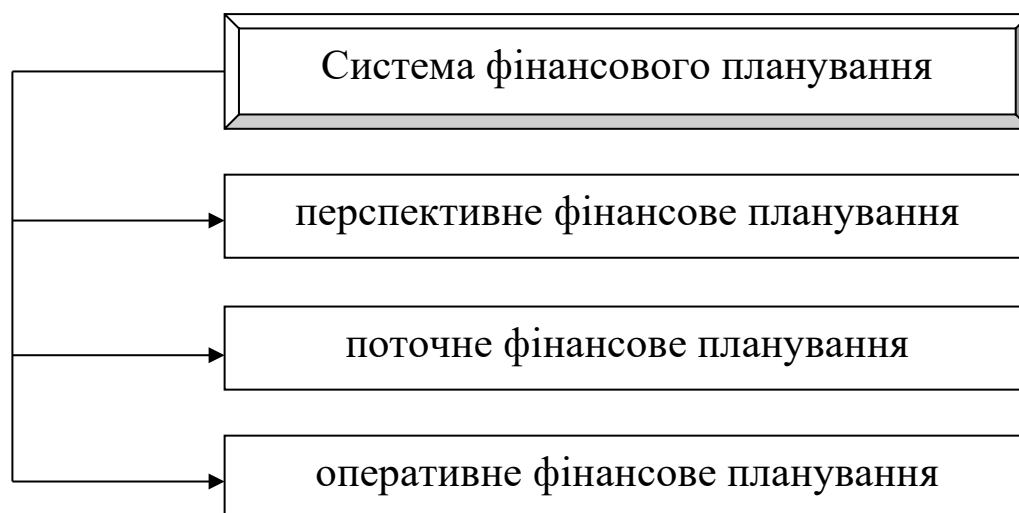 Система фінансового планування
перспективне фінансове планування
поточне фінансове планування
оперативне фінансове планування